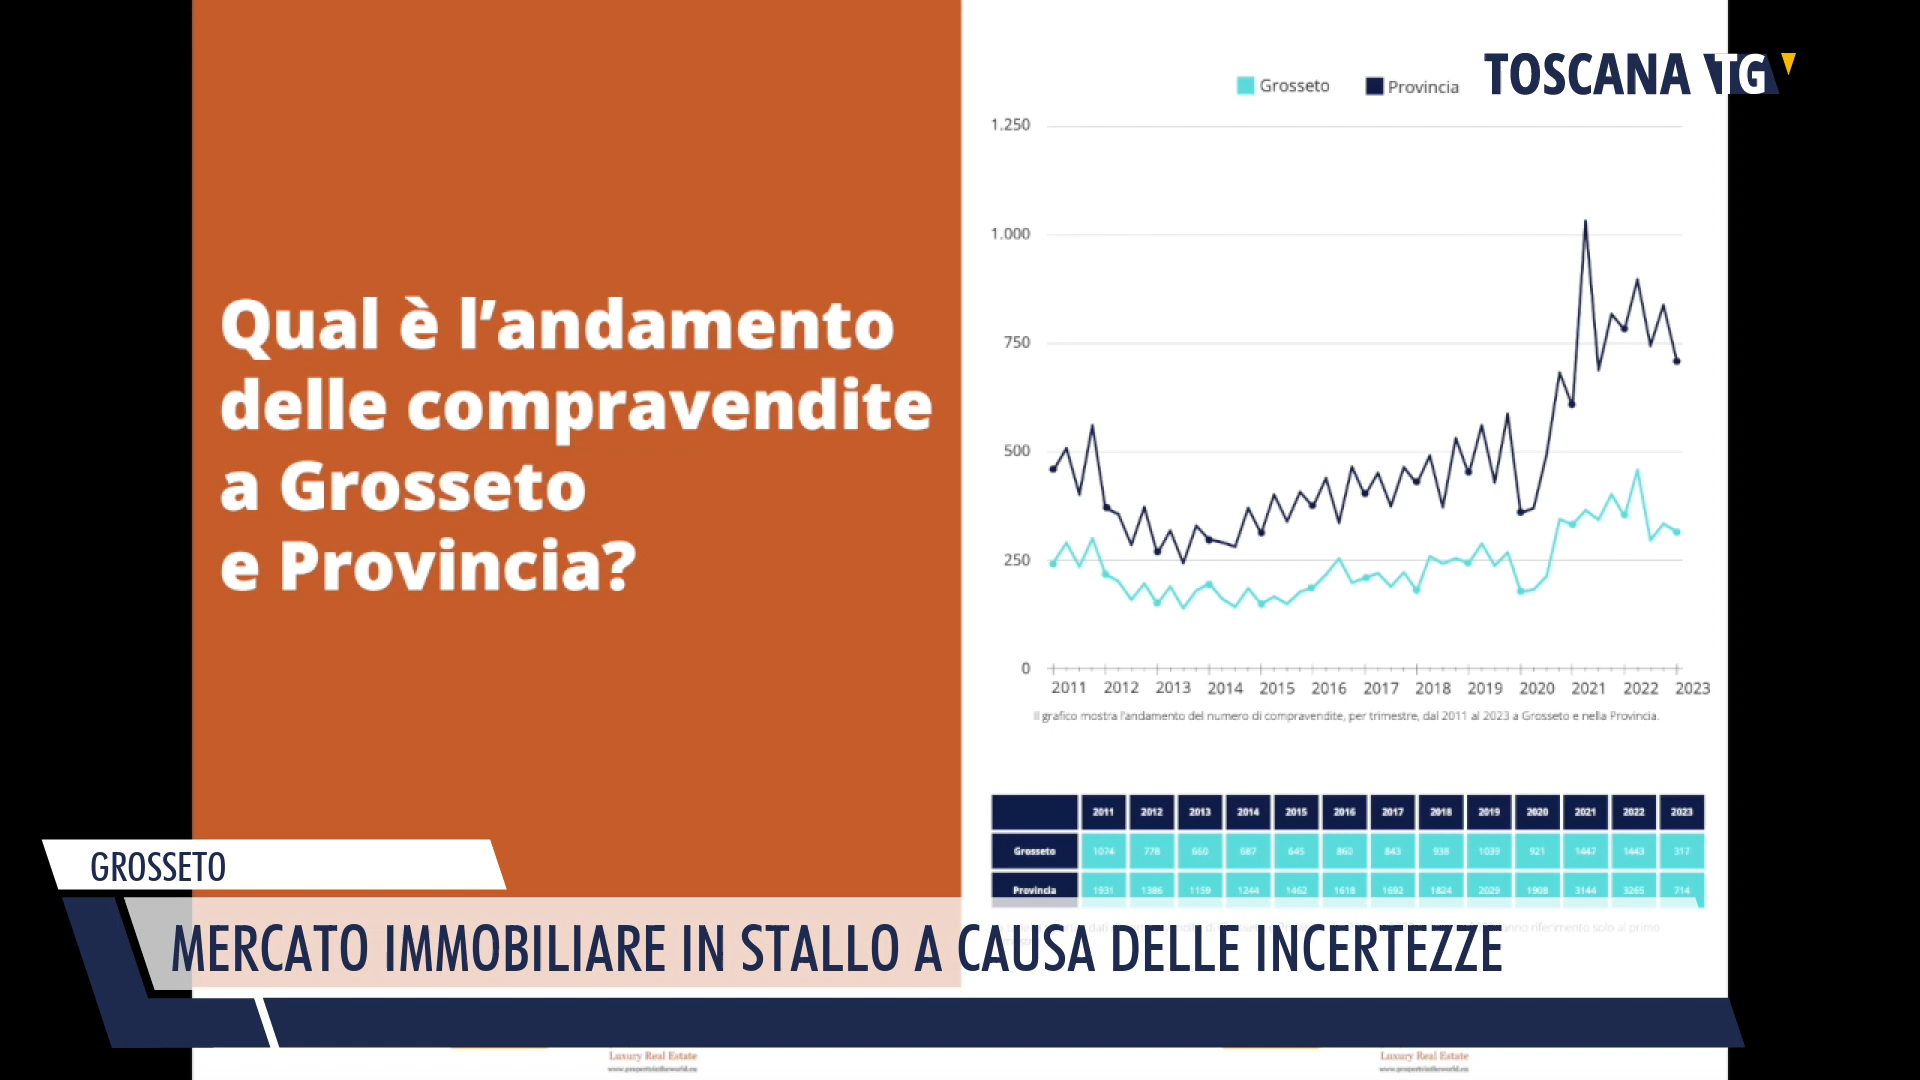 Qual è l'andamento
delle compravendite
a Grosseto
e Provincia?
Grosseto Provincia
TOSCANA TG
1.250
1.000
750
500
250
0
2011 2012 2013 2014 2015 2016 2017 2018 2019 2020 2021 2022 2023
Il grafico mostra l'andamento del numero di compravendite, per trimestre, dal 2011 al 2023 a Grosseto e nella Provincia.
2011 2012 2013 2014 2015 2016 2017 2018 2019 2020 2021 2022 2023
Grosseto 1074 778 660 687 645 860 843 938 1039 921 1447 1443 317
Provincia 1931 1386 1159 1244 1462 1618 1692 1824 2029 1908 3144 3265 714
riferimento solo al primo
GROSSETO
MERCATO IMMOBILIARE IN STALLO A CAUSA DELLE INCERTEZZE
Luxury Real Estate
Luxury Real Estate